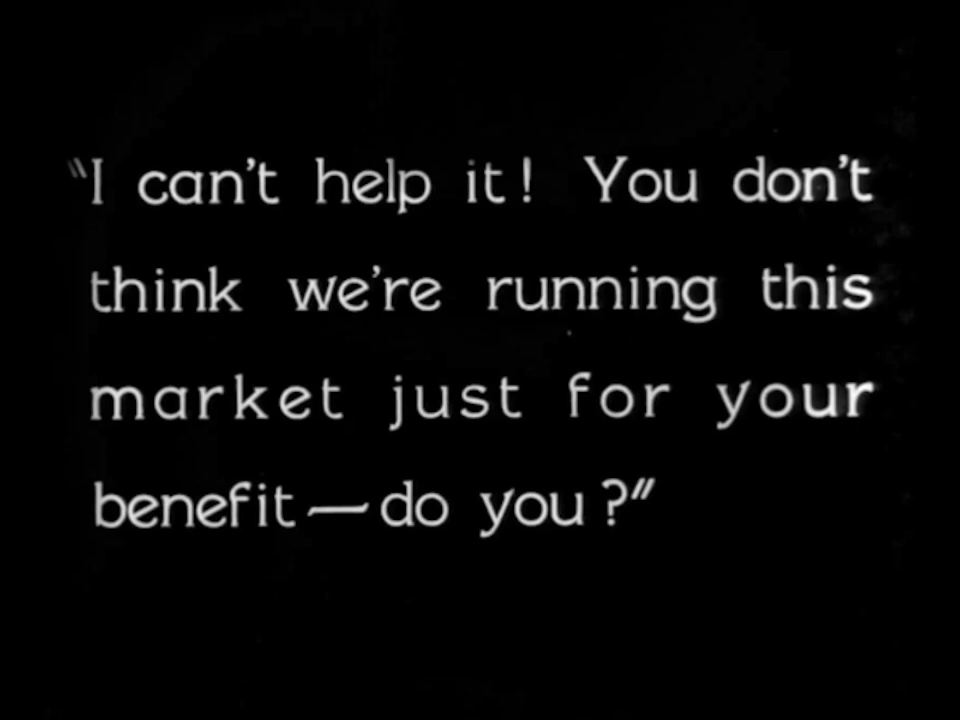 "I can't help it! You don't
think we're running this
market just for your
benefit—do you?"